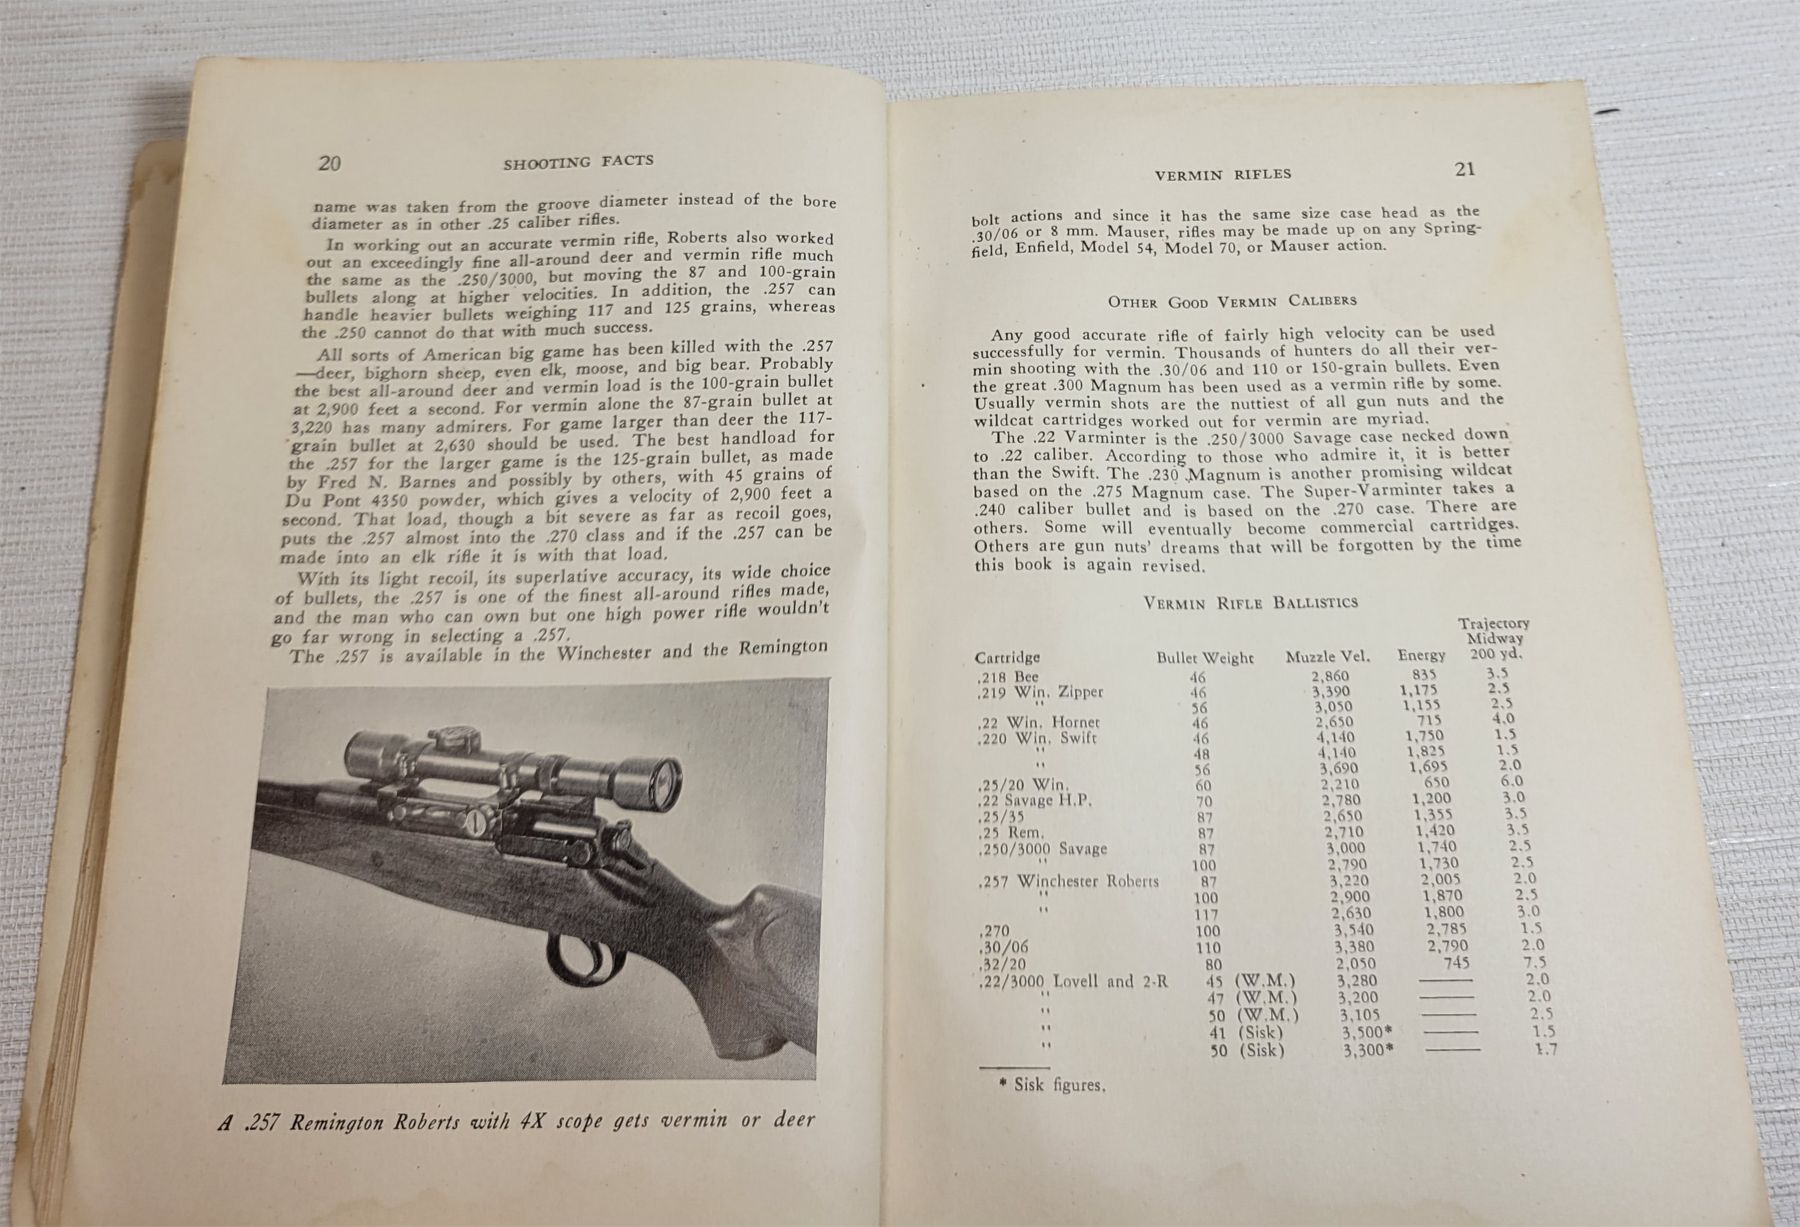 20
SHOOTING FACTS
name was taken from the groove diameter instead of the bore
diameter as in other .25 caliber rifles.
In working out an accurate vermin rifle, Roberts also worked
out an exceedingly fine all-around deer and vermin rifle much
the same as the .250/3000, but moving the 87 and 100-grain
bullets along at higher velocities. In addition, the .257 can
handle heavier bullets weighing 117 and 125 grains, whereas
the .250 cannot do that with much success.
All sorts of American big game has been killed with the .257
—deer, bighorn sheep, even elk, moose, and big bear. Probably
the best all-around deer and vermin load is the 100-grain bullet
at 2,900 feet a second. For vermin alone the 87-grain bullet at
3,220 has many admirers. For game larger than deer the 117-
grain bullet at 2,630 should be used. The best handload for
the .257 for the larger game is the 125-grain bullet, as made
by Fred N. Barnes and possibly by others, with 45 grains of
Du Pont 4350 powder, which gives a velocity of 2,900 feet a
second. That load, though a bit severe as far as recoil goes,
puts the .257 almost into the .270 class and if the .257 can be
made into an elk rifle it is with that load.
With its light recoil, its superlative accuracy, its wide choice
of bullets, the .257 is one of the finest all-around rifles made,
and the man who can own but one high power rifle wouldn't
go far wrong in selecting a .257.
The .257 is available in the Winchester and the Remington
A .257 Remington Roberts with 4X scope gets vermin or deer
VERMIN RIFLES
21
bolt actions and since it has the same size case head as the
.30/06 or 8 mm. Mauser, rifles may be made up on any Spring-
field, Enfield, Model 54, Model 70, or Mauser action.
OTHER GOOD VERMIN CALIBERS
Any good accurate rifle of fairly high velocity can be used
successfully for vermin. Thousands of hunters do all their ver-
min shooting with the .30/06 and 110 or 150-grain bullets. Even
the great .300 Magnum has been used as a vermin rifle by some.
Usually vermin shots are the nuttiest of all gun nuts and the
wildcat cartridges worked out for vermin are myriad.
The .22 Varminter is the .250/3000 Savage case necked down
to .22 caliber. According to those who admire it, it is better
than the Swift. The .230 Magnum is another promising wildcat
based on the .275 Magnum case. The Super-Varminter takes a
.240 caliber bullet and is based on the .270 case. There are
others. Some will eventually become commercial cartridges.
Others are gun nuts' dreams that will be forgotten by the time
this book is again revised.
VERMIN RIFLE BALLISTICS
Trajectory
Midway
Cartridge Bullet Weight Muzzle Vel. Energy 200 yd.
.218 Bee 46 2,860 835 3.5
.219 Win. Zipper 46 3,390 1,175 2.5
" 56 3,050 1,155 2.5
.22 Win. Hornet 46 2,650 715 4.0
.220 Win. Swift 46 4,140 1,750 1.5
" 48 4,140 1,825 1.5
" 56 3,690 1,695 2.0
.25/20 Win. 60 2,210 650 6.0
.22 Savage H.P. 70 2,780 1,200 3.0
.25/35 87 2,650 1,355 3.5
.25 Rem. 87 2,710 1,420 3.5
.250/3000 Savage 87 3,000 1,740 2.5
" 100 2,790 1,730 2.5
.257 Winchester Roberts 87 3,220 2,005 2.0
" 100 2,900 1,870 2.5
" 117 2,630 1,800 3.0
.270 100 3,540 2,785 1.5
.30/06 110 3,380 2,790 2.0
.32/20 80 2,050 745 7.5
.22/3000 Lovell and 2-R 45 (W.M.) 3,280 —— 2.0
" 47 (W.M.) 3,200 —— 2.0
" 50 (W.M.) 3,105 —— 2.5
" 41 (Sisk) 3,500* —— 1.5
" 50 (Sisk) 3,300* —— 1.7
* Sisk figures.